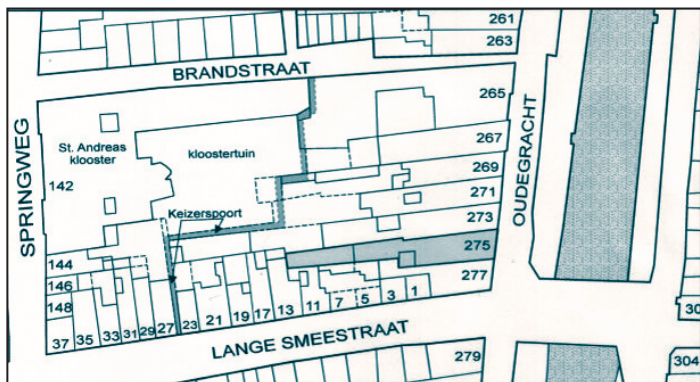 261
263
BRANDSTRAAT
265
St. Andreas
klooster
kloostertuin
267
SPRINGWEG
142
269
OUDEGRACHT
271
Keizerspoort
273
275
144
277
146
148
37 35 33 31 29 27 23 21 19 17 13 11 7 5 3 1
LANGE SMEESTRAAT
279
30
304